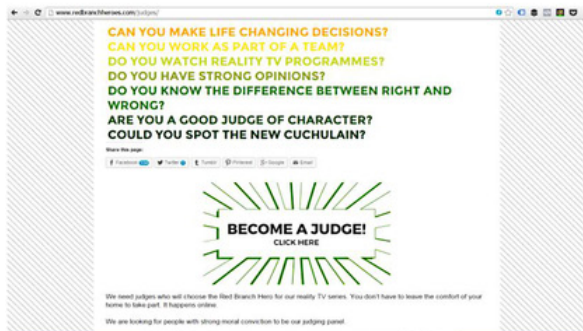 www.redbranchheroes.com/judges/
CAN YOU MAKE LIFE CHANGING DECISIONS?
CAN YOU WORK AS PART OF A TEAM?
DO YOU WATCH REALITY TV PROGRAMMES?
DO YOU HAVE STRONG OPINIONS?
DO YOU KNOW THE DIFFERENCE BETWEEN RIGHT AND
WRONG?
ARE YOU A GOOD JUDGE OF CHARACTER?
COULD YOU SPOT THE NEW CUCHULAIN?
Share this page:
Facebook Twitter Tumblr Pinterest Google Email
BECOME A JUDGE!
CLICK HERE
We need judges who will choose the Red Branch Hero for our reality TV series. You don't have to leave the comfort of your
home to take part. It happens online.
We are looking for people with strong moral conviction to be our judging panel.